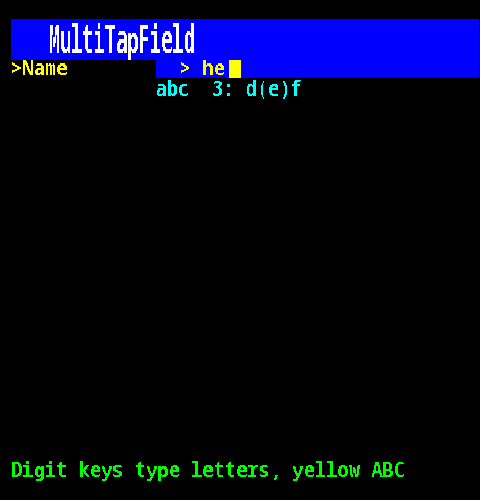 MultiTapField
>Name > he
abc 3: d(e)f
Digit keys type letters, yellow ABC